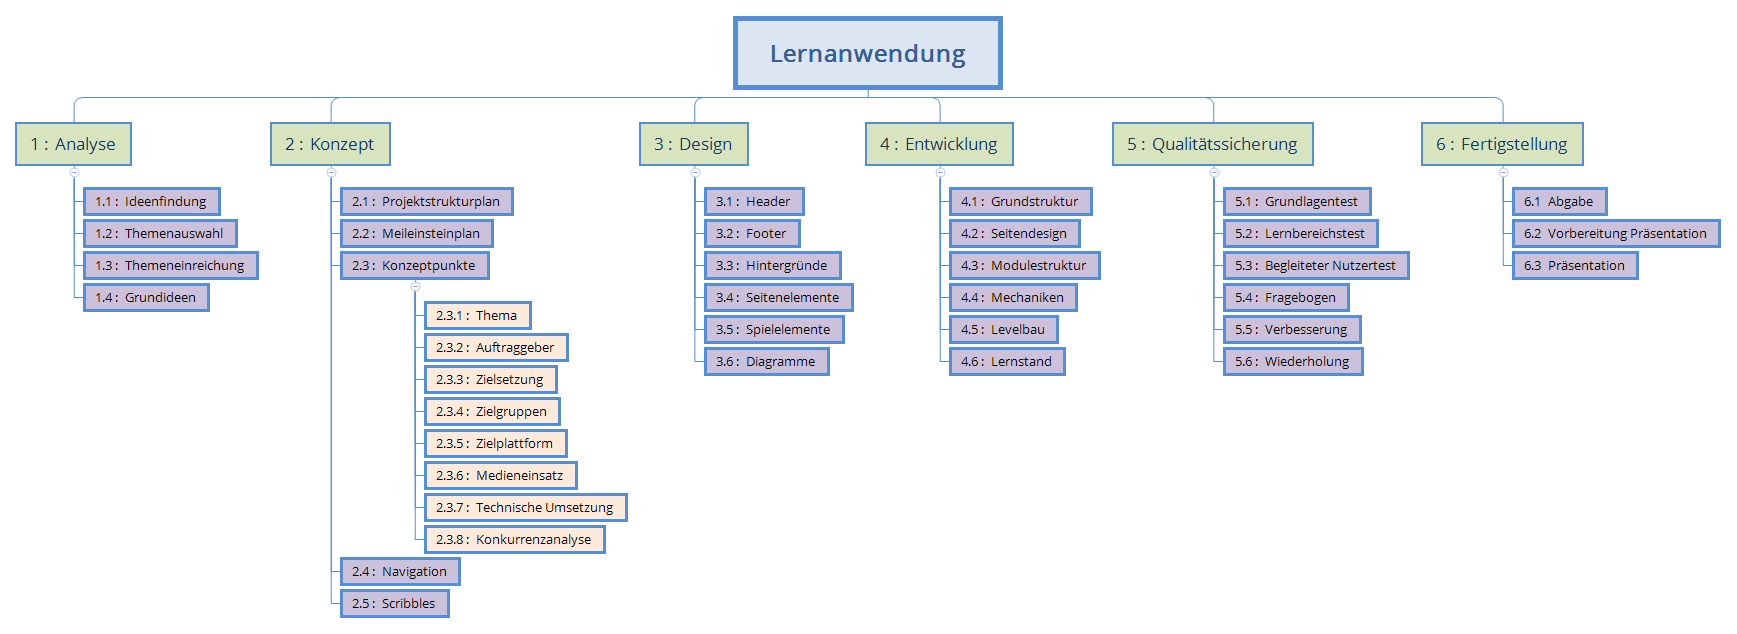 Lernanwendung
1 : Analyse
1.1 : Ideenfindung
1.2 : Themenauswahl
1.3 : Themeneinreichung
1.4 : Grundideen
2 : Konzept
2.1 : Projektstrukturplan
2.2 : Meileinsteinplan
2.3 : Konzeptpunkte
2.3.1 : Thema
2.3.2 : Auftraggeber
2.3.3 : Zielsetzung
2.3.4 : Zielgruppen
2.3.5 : Zielplattform
2.3.6 : Medieneinsatz
2.3.7 : Technische Umsetzung
2.3.8 : Konkurrenzanalyse
2.4 : Navigation
2.5 : Scribbles
3 : Design
3.1 : Header
3.2 : Footer
3.3 : Hintergründe
3.4 : Seitenelemente
3.5 : Spielelemente
3.6 : Diagramme
4 : Entwicklung
4.1 : Grundstruktur
4.2 : Seitendesign
4.3 : Modulestruktur
4.4 : Mechaniken
4.5 : Levelbau
4.6 : Lernstand
5 : Qualitätssicherung
5.1 : Grundlagentest
5.2 : Lernbereichstest
5.3 : Begleiteter Nutzertest
5.4 : Fragebogen
5.5 : Verbesserung
5.6 : Wiederholung
6 : Fertigstellung
6.1 Abgabe
6.2 Vorbereitung Präsentation
6.3 Präsentation